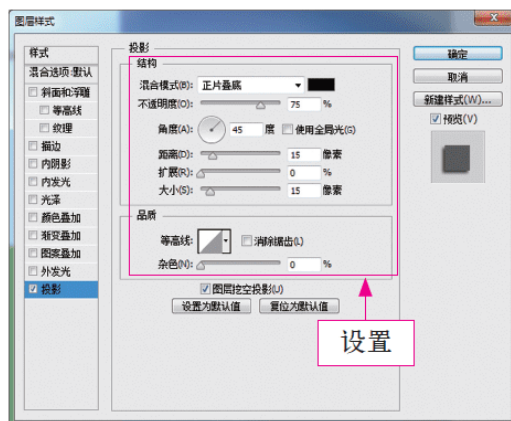 图层样式
样式
混合选项:默认
斜面和浮雕
等高线
纹理
描边
内阴影
内发光
光泽
颜色叠加
渐变叠加
图案叠加
外发光
投影
投影
结构
混合模式(B): 正片叠底
不透明度(O): 75 %
角度(A): 45 度 使用全局光(G)
距离(D): 15 像素
扩展(R): 0 %
大小(S): 15 像素
品质
等高线: 消除锯齿(L)
杂色(N): 0 %
图层挖空投影(U)
设置为默认值 复位为默认值
确定
取消
新建样式(W)...
预览(V)
设置